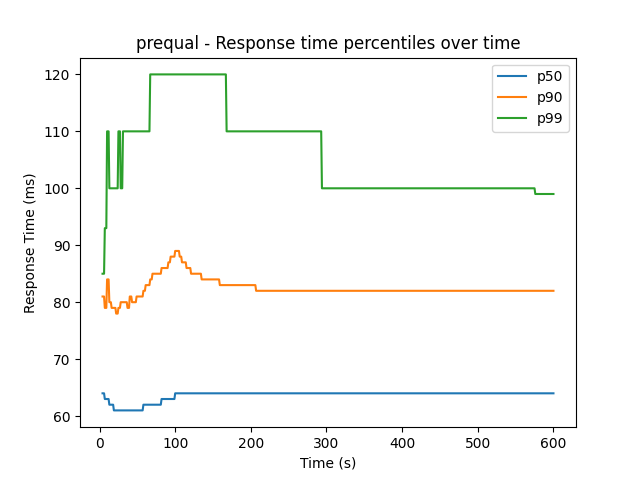 prequal - Response time percentiles over time
p50
p90
p99
Response Time (ms)
120
110
100
90
80
70
60
0 100 200 300 400 500 600
Time (s)